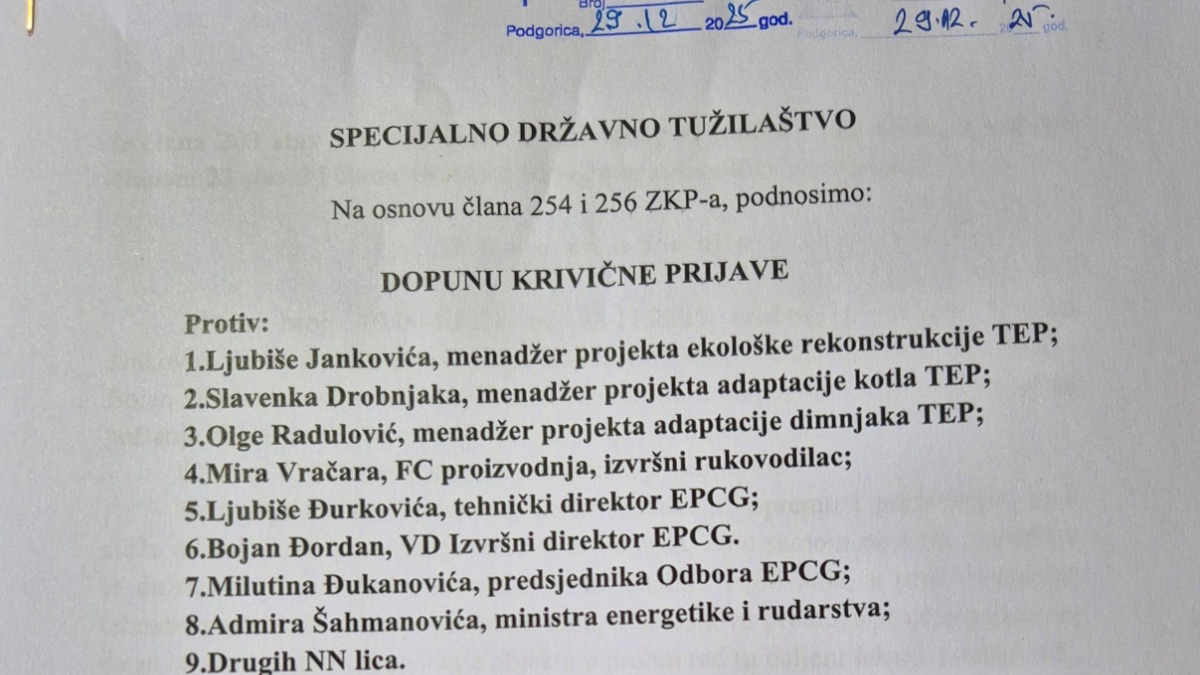 Broj
Podgorica, 29.12 2025 god.
Podgorica, 29.12. 2025. god.
SPECIJALNO DRŽAVNO TUŽILAŠTVO
Na osnovu člana 254 i 256 ZKP-a, podnosimo:
DOPUNU KRIVIČNE PRIJAVE
Protiv:
1.Ljubiše Jankovića, menadžer projekta ekološke rekonstrukcije TEP;
2.Slavenka Drobnjaka, menadžer projekta adaptacije kotla TEP;
3.Olge Radulović, menadžer projekta adaptacije dimnjaka TEP;
4.Mira Vračara, FC proizvodnja, izvršni rukovodilac;
5.Ljubiše Đurkovića, tehnički direktor EPCG;
6.Bojan Đordan, VD Izvršni direktor EPCG.
7.Milutina Đukanovića, predsjednika Odbora EPCG;
8.Admira Šahmanovića, ministra energetike i rudarstva;
9.Drugih NN lica.